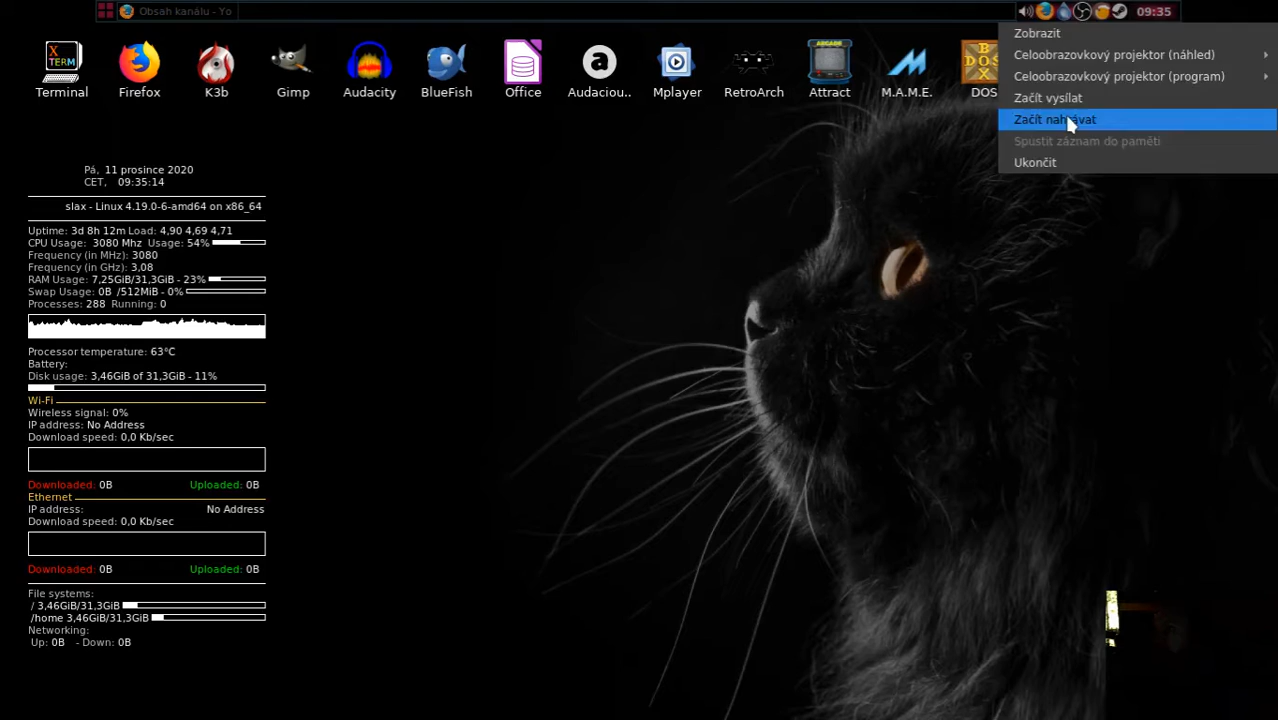 Obsah kanálu - Yo
09:35
Zobrazit
Celoobrazovkový projektor (náhled)
Celoobrazovkový projektor (program)
Začít vysílat
Začít nahrávat
Spustit záznam do paměti
Ukončit
XTERM
ARCADE
BOX
DOS
Terminal
Firefox
K3b
Gimp
Audacity
BlueFish
Office
Audaciou...
Mplayer
RetroArch
Attract
M.A.M.E.
DOS
Pá, 11 prosince 2020
CET, 09:35:14
slax - Linux 4.19.0-6-amd64 on x86_64
Uptime: 3d 8h 12m Load: 4,90 4,69 4,71
CPU Usage: 3080 Mhz Usage: 54%
Frequency (in MHz): 3080
Frequency (in GHz): 3,08
RAM Usage: 7,25GiB/31,3GiB - 23%
Swap Usage: 0B /512MiB - 0%
Processes: 288 Running: 0
Processor temperature: 63°C
Battery:
Disk usage: 3,46GiB of 31,3GiB - 11%
Wi-Fi
Wireless signal: 0%
IP address: No Address
Download speed: 0,0 Kb/sec
Downloaded: 0B Uploaded: 0B
Ethernet
IP address: No Address
Download speed: 0,0 Kb/sec
Downloaded: 0B Uploaded: 0B
File systems:
/ 3,46GiB/31,3GiB
/home 3,46GiB/31,3GiB
Networking:
Up: 0B - Down: 0B